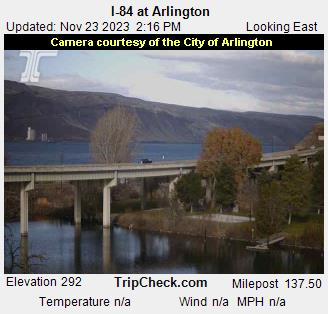 I-84 at Arlington
Updated: Nov 23 2023 2:16 PM Looking East
Camera courtesy of the City of Arlington
Elevation 292 TripCheck.com Milepost 137.50
Temperature n/a Wind n/a MPH n/a